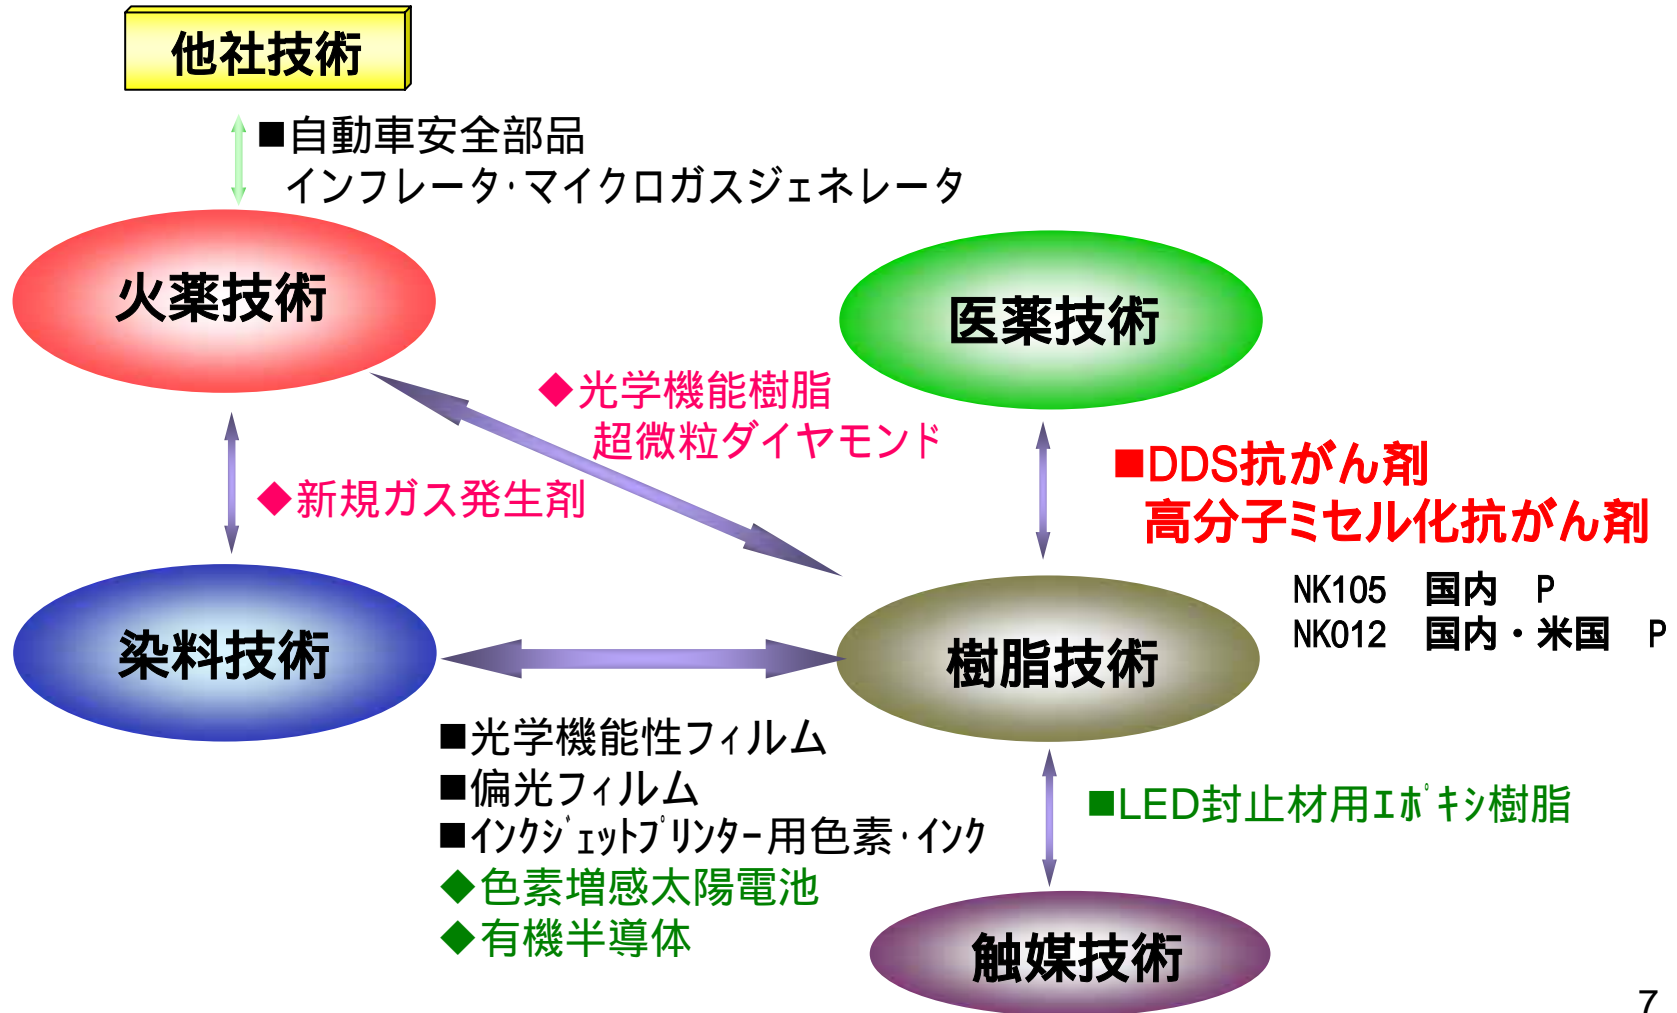 他社技術
■自動車安全部品
インフレータ・マイクロガスジェネレータ
火薬技術
医薬技術
◆光学機能樹脂
超微粒ダイヤモンド
◆新規ガス発生剤
■DDS抗がん剤
高分子ミセル化抗がん剤
NK105 国内 P
NK012 国内・米国 P
染料技術
樹脂技術
■光学機能性フィルム
■偏光フィルム
■インクジェットプリンター用色素・インク
◆色素増感太陽電池
◆有機半導体
■LED封止材用エポキシ樹脂
触媒技術
7